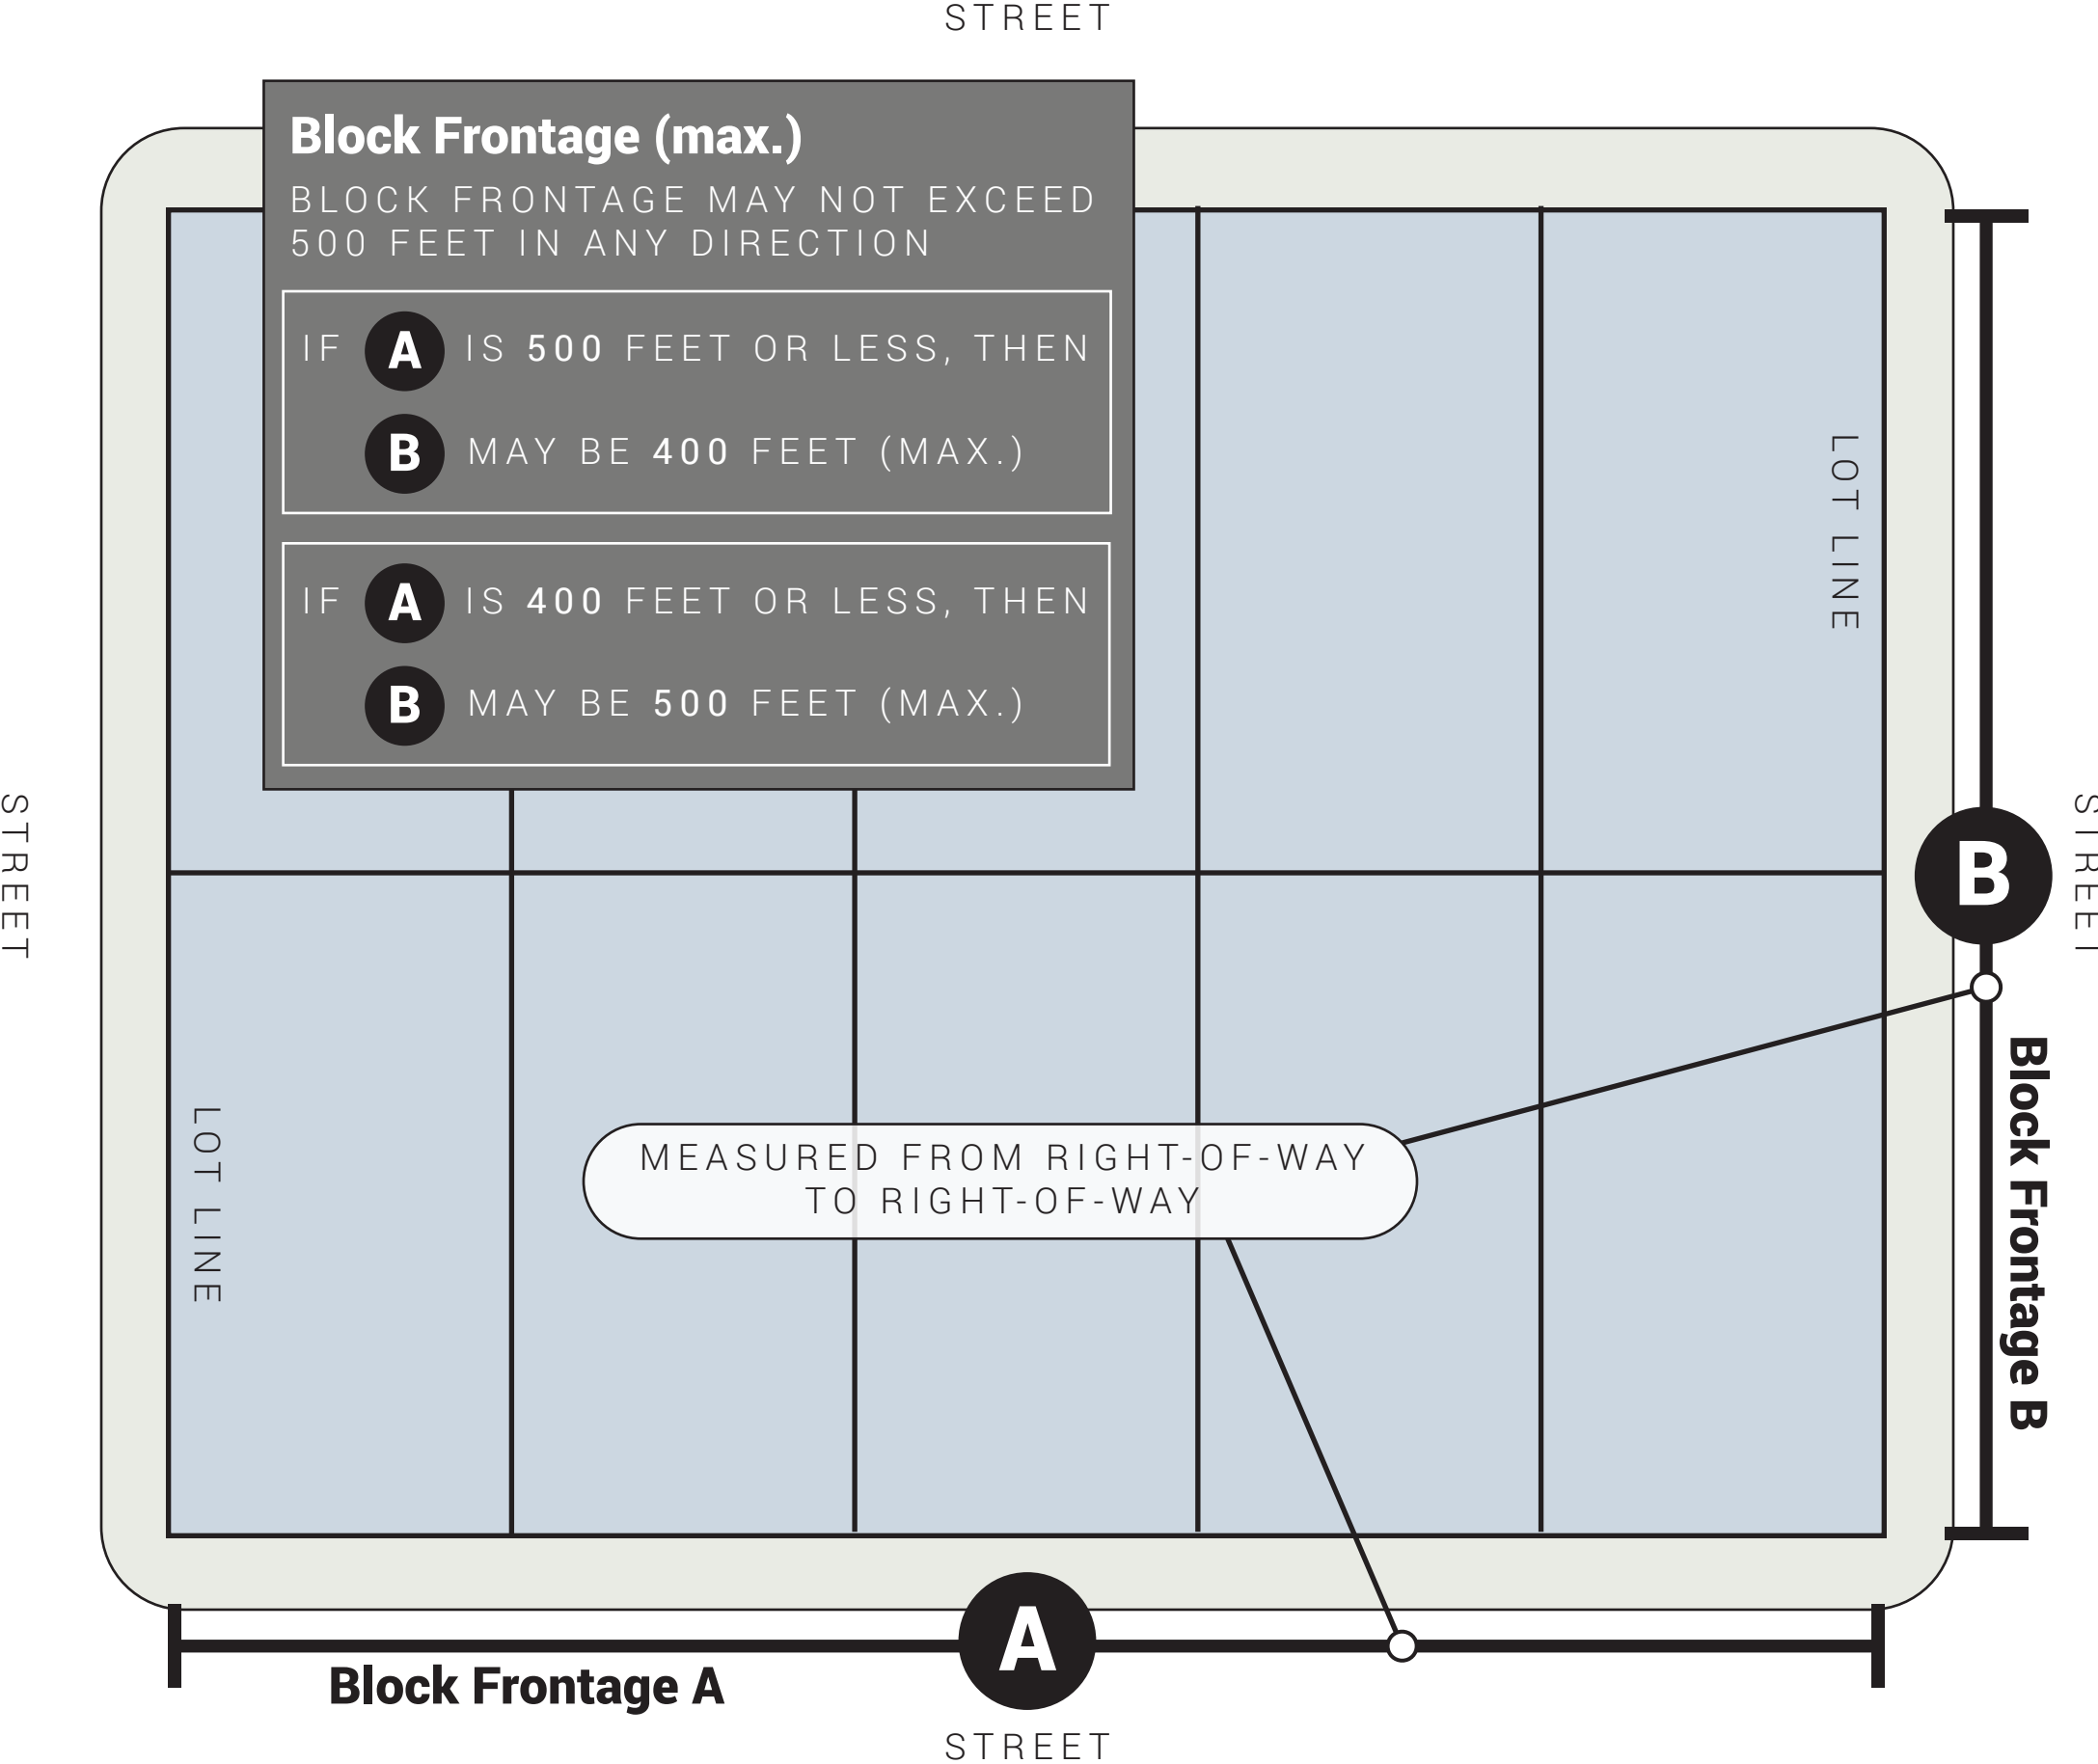 STREET
Block Frontage (max.)
BLOCK FRONTAGE MAY NOT EXCEED
500 FEET IN ANY DIRECTION
IF A IS 500 FEET OR LESS, THEN
B MAY BE 400 FEET (MAX.)
IF A IS 400 FEET OR LESS, THEN
B MAY BE 500 FEET (MAX.)
LOT LINE
STREET
B
STREET
Block Frontage B
LOT LINE
MEASURED FROM RIGHT-OF-WAY
TO RIGHT-OF-WAY
A
Block Frontage A
STREET